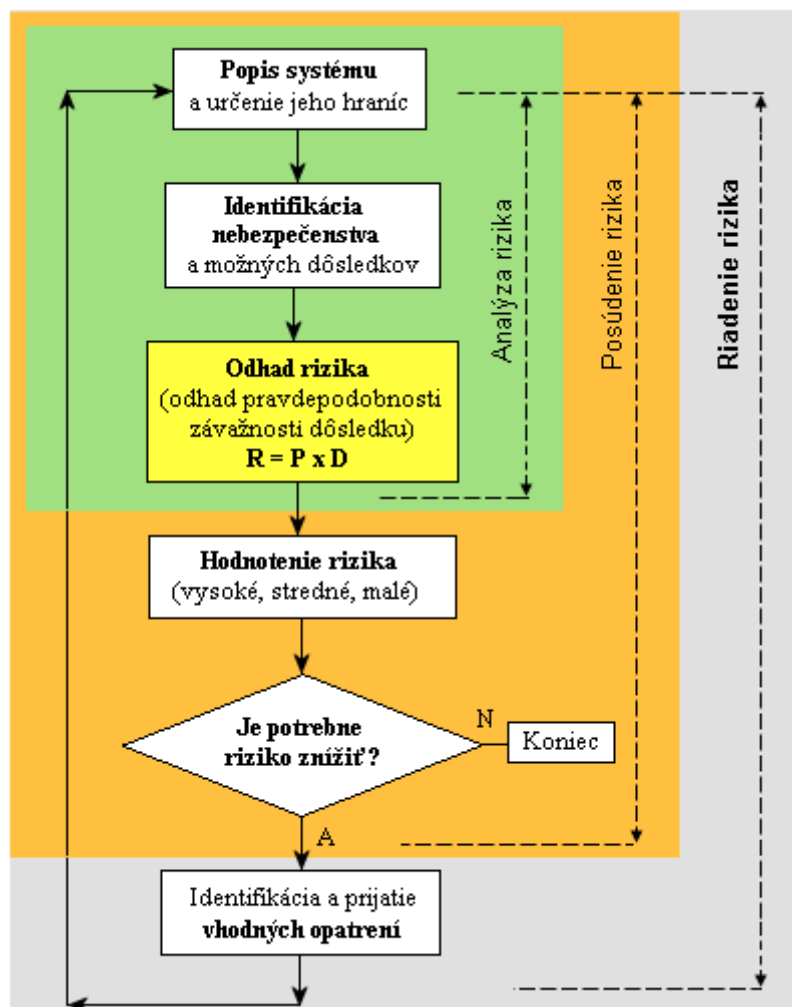 Popis systému
a určenie jeho hraníc
Identifikácia
nebezpečenstva
a možných dôsledkov
Odhad rizika
(odhad pravdepodobnosti
závažnosti dôsledku)
R = P x D
Hodnotenie rizika
(vysoké, stredné, malé)
Je potrebne
riziko znížiť?
N
Koniec
A
Identifikácia a prijatie
vhodných opatrení
Analýza rizika
Posúdenie rizika
Riadenie rizika